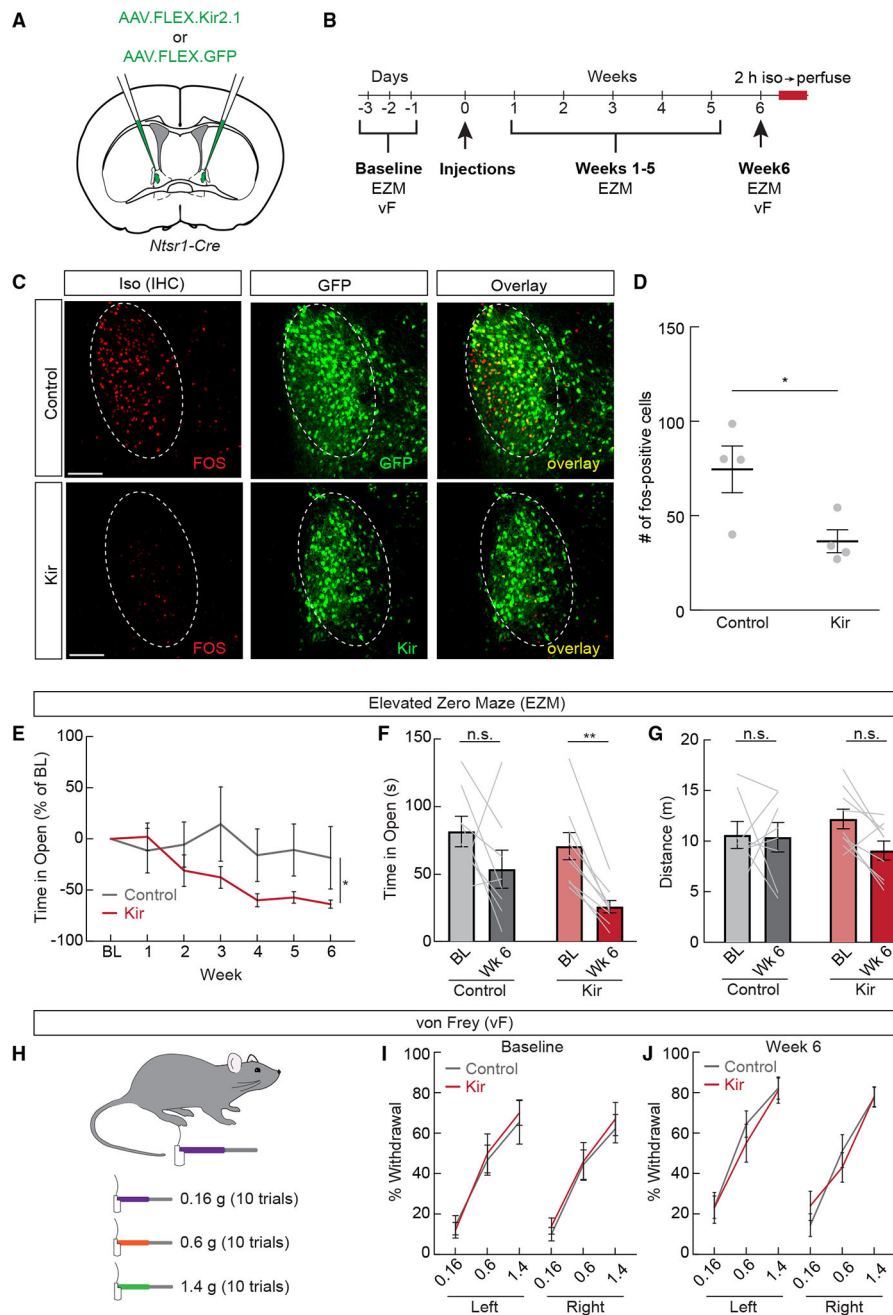 A
AAV.FLEX.Kir2.1
or
AAV.FLEX.GFP
Ntsr1-Cre
B
Days
Weeks
2 h iso→perfuse
-3 -2 -1 0 1 2 3 4 5 6
Baseline
EZM
vF
Injections
Weeks 1-5
EZM
Week6
EZM
vF
C
Iso (IHC)
GFP
Overlay
Control
FOS
GFP
overlay
Kir
FOS
Kir
overlay
D
# of fos-positive cells
150
100
50
0
*
Control
Kir
Elevated Zero Maze (EZM)
E
Time in Open (% of BL)
100
50
0
-50
-100
Control
Kir
*
BL 1 2 3 4 5 6
Week
F
Time in Open (s)
150
100
50
0
n.s.
**
BL Wk 6 BL Wk 6
Control Kir
G
Distance (m)
20
15
10
5
0
n.s.
n.s.
BL Wk 6 BL Wk 6
Control Kir
von Frey (vF)
H
0.16 g (10 trials)
0.6 g (10 trials)
1.4 g (10 trials)
I
Baseline
Control
Kir
% Withdrawal
100
80
60
40
20
0
0.16 0.6 1.4 0.16 0.6 1.4
Left Right
J
Week 6
Control
Kir
% Withdrawal
100
80
60
40
20
0
0.16 0.6 1.4 0.16 0.6 1.4
Left Right